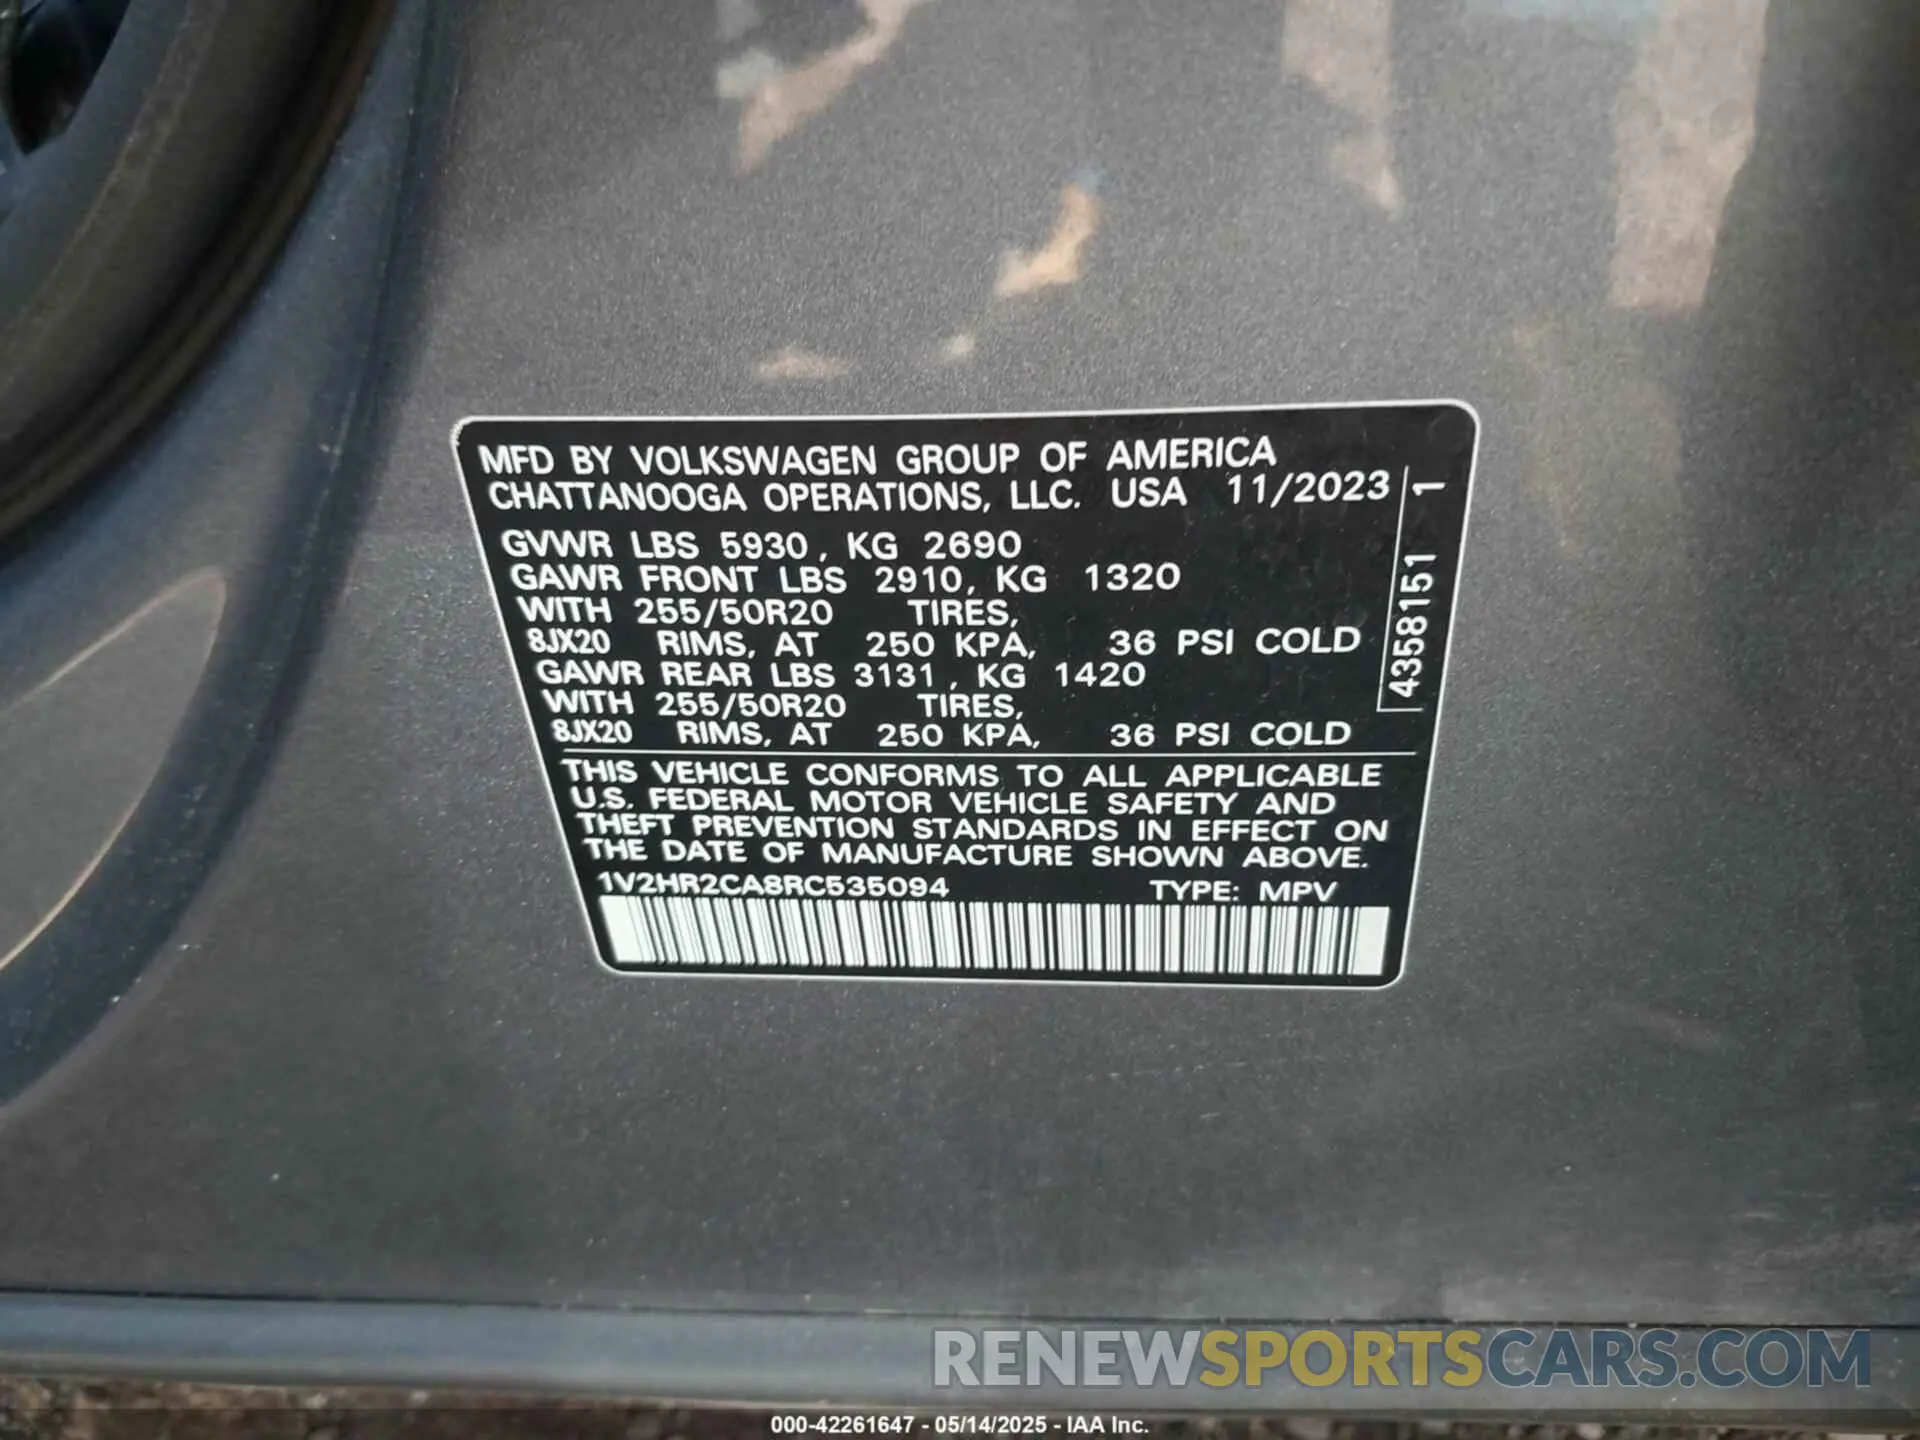 MFD BY VOLKSWAGEN GROUP OF AMERICA
CHATTANOOGA OPERATIONS, LLC. USA 11/2023
GVWR LBS 5930, KG 2690
GAWR FRONT LBS 2910, KG 1320
WITH 255/50R20 TIRES,
8JX20 RIMS, AT 250 KPA, 36 PSI COLD
GAWR REAR LBS 3131, KG 1420
WITH 255/50R20 TIRES,
8JX20 RIMS, AT 250 KPA, 36 PSI COLD
4358151 1
THIS VEHICLE CONFORMS TO ALL APPLICABLE
U.S. FEDERAL MOTOR VEHICLE SAFETY AND
THEFT PREVENTION STANDARDS IN EFFECT ON
THE DATE OF MANUFACTURE SHOWN ABOVE.
1V2HR2CA8RC535094 TYPE: MPV
RENEWSPORTSCARS.COM
000-42261647 - 05/14/2025 - IAA Inc.